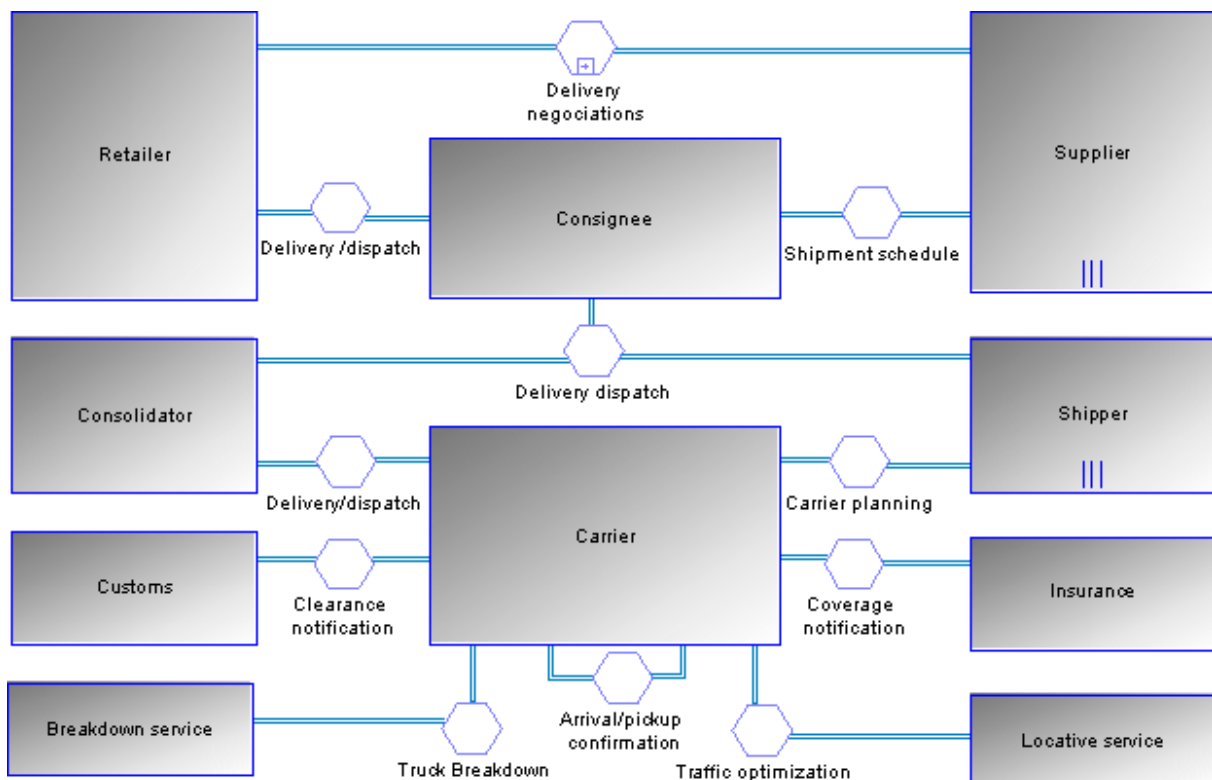 Delivery
negociations
Retailer
Supplier
Consignee
Delivery /dispatch
Shipment schedule
Delivery dispatch
Consolidator
Shipper
Delivery/dispatch
Carrier planning
Carrier
Customs
Insurance
Clearance
notification
Coverage
notification
Arrival/pickup
confirmation
Breakdown service
Locative service
Truck Breakdown
Traffic optimization